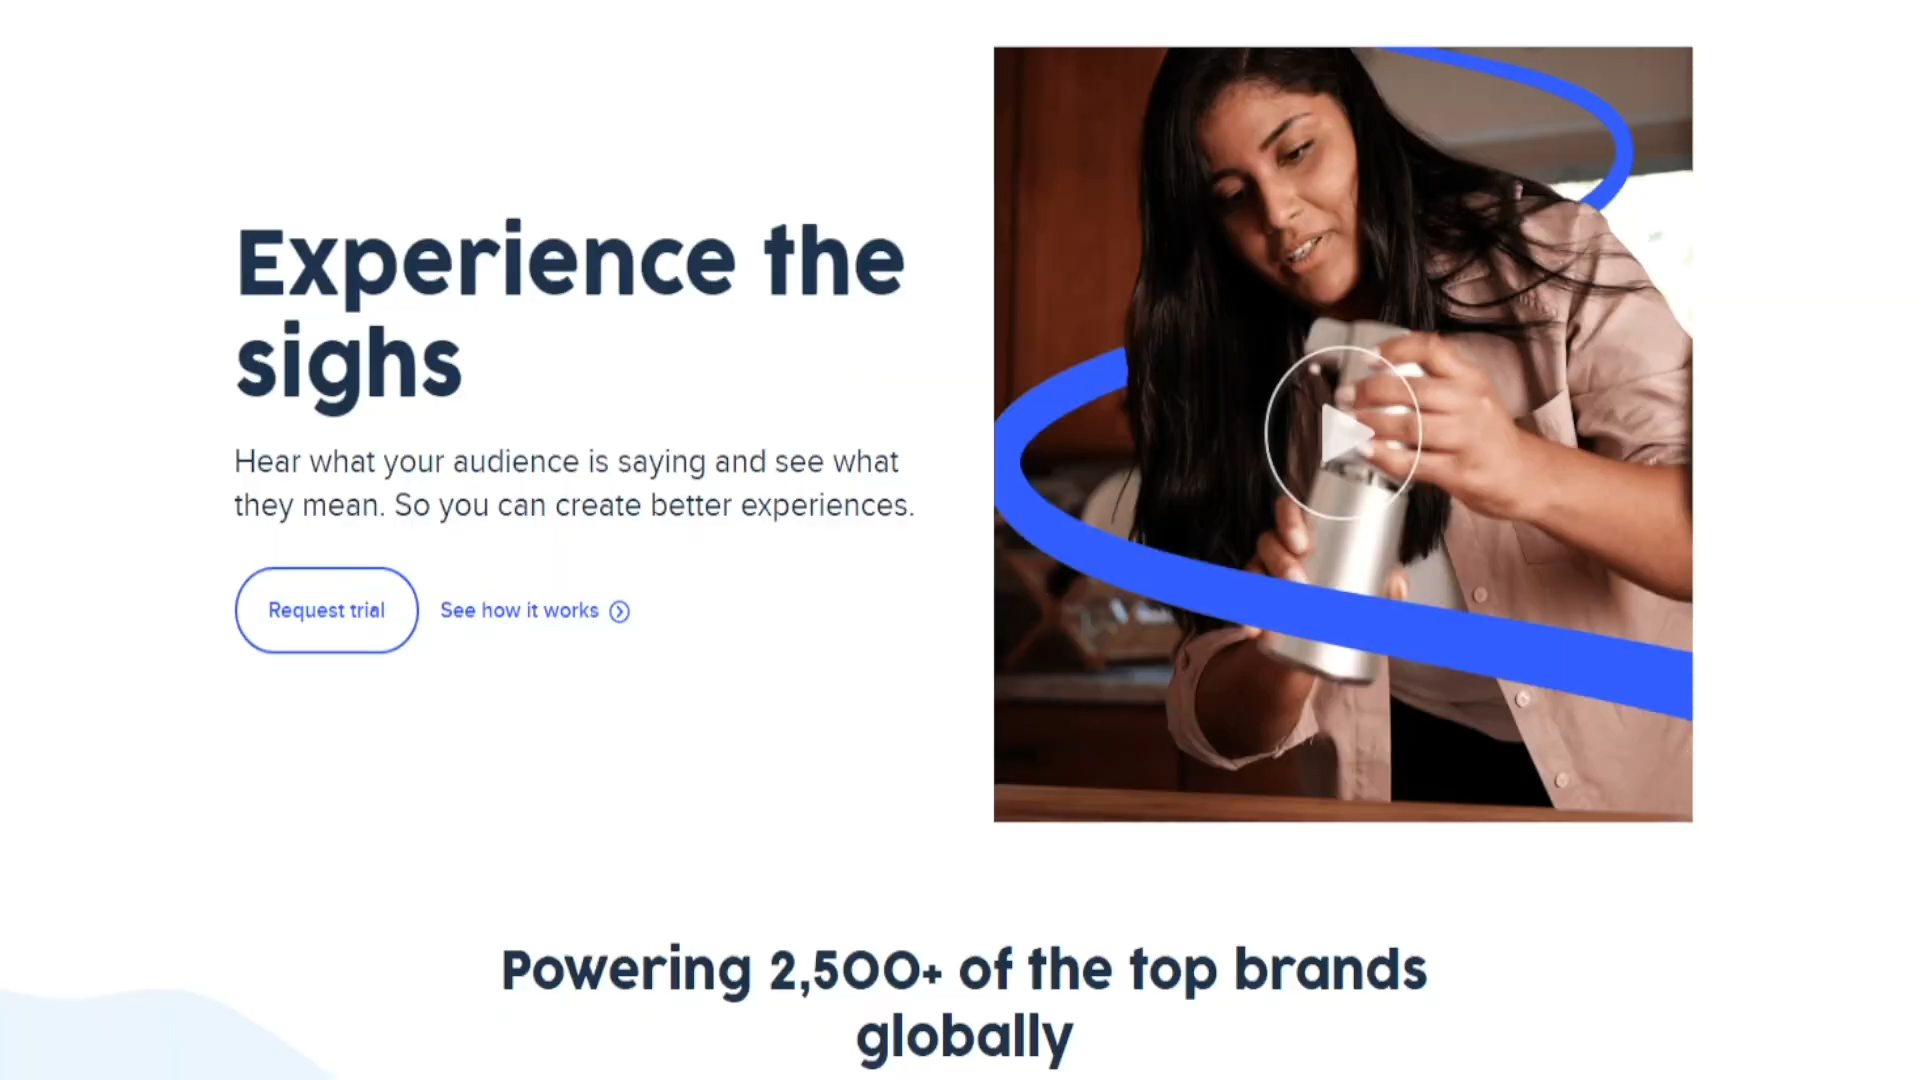 Experience the
sighs
Hear what your audience is saying and see what
they mean. So you can create better experiences.
Request trial
See how it works
Powering 2,500+ of the top brands
globally